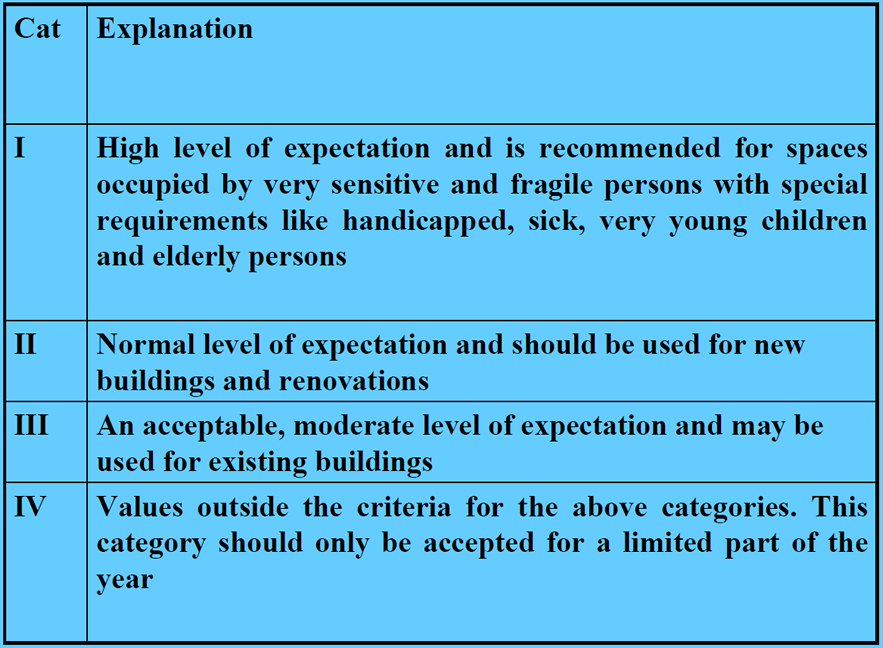 Cat Explanation
I High level of expectation and is recommended for spaces
occupied by very sensitive and fragile persons with special
requirements like handicapped, sick, very young children
and elderly persons
II Normal level of expectation and should be used for new
buildings and renovations
III An acceptable, moderate level of expectation and may be
used for existing buildings
IV Values outside the criteria for the above categories. This
category should only be accepted for a limited part of the
year